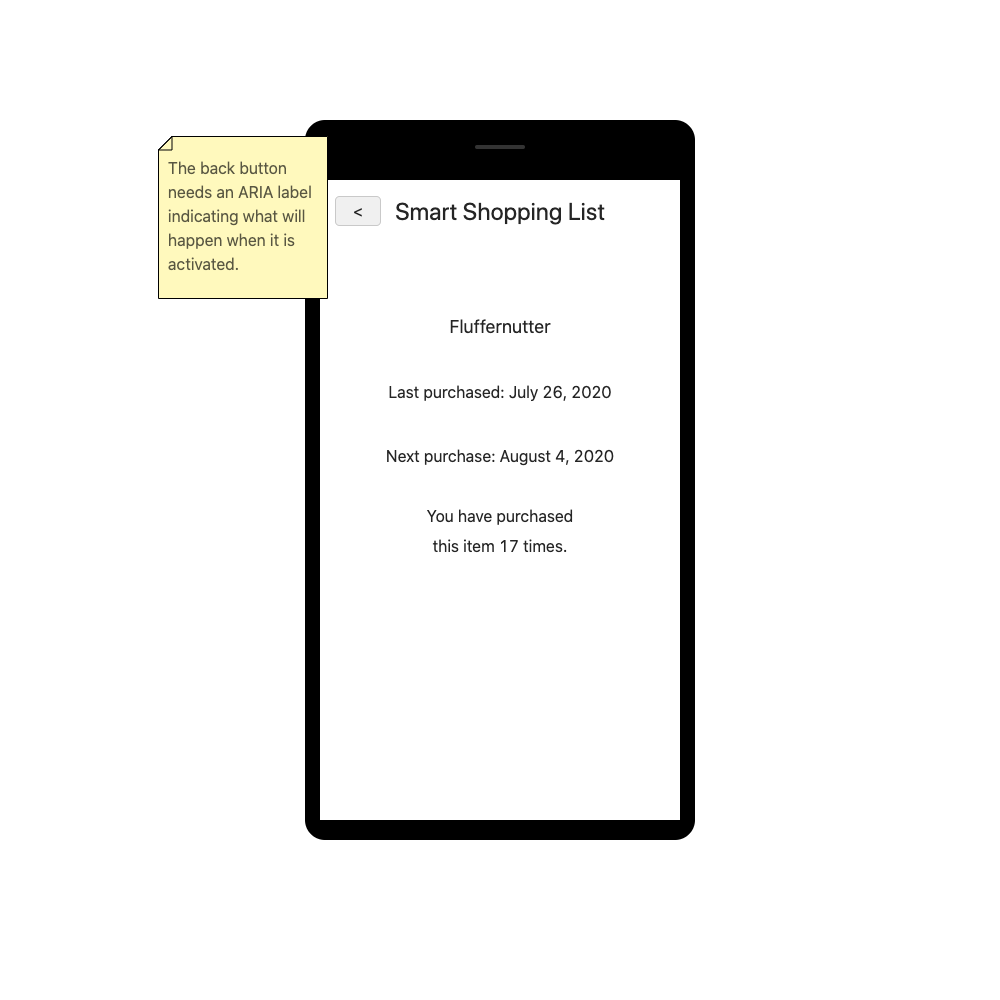 The back button
needs an ARIA label
indicating what will
happen when it is
activated.
< Smart Shopping List
Fluffernutter
Last purchased: July 26, 2020
Next purchase: August 4, 2020
You have purchased
this item 17 times.